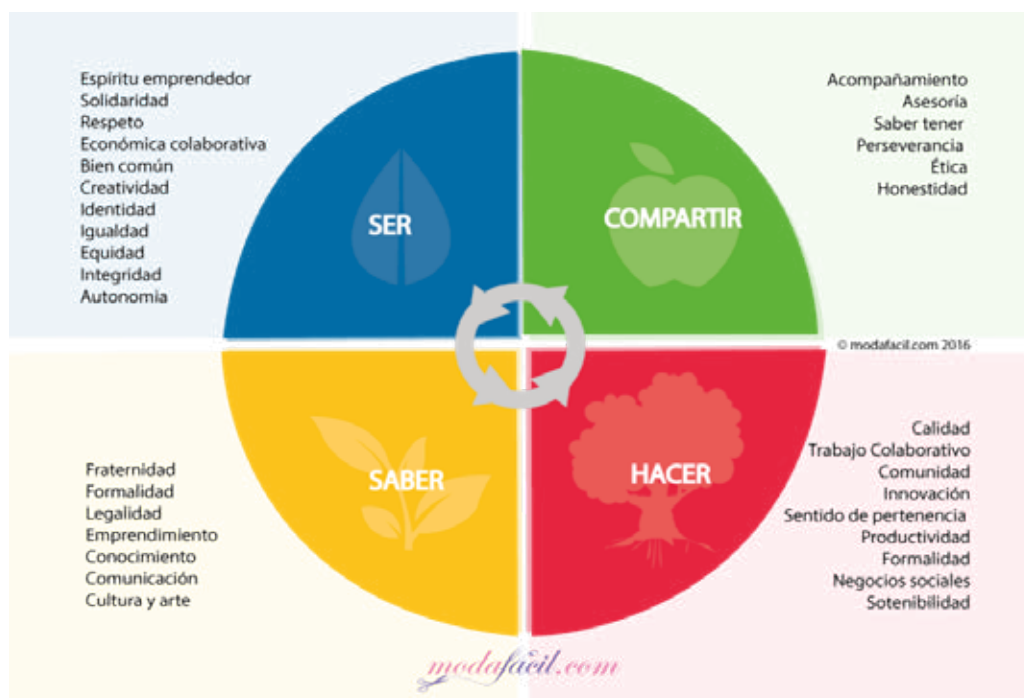 Espíritu emprendedor
Solidaridad
Respeto
Económica colaborativa
Bien común
Creatividad
Identidad
Igualdad
Equidad
Integridad
Autonomia
SER
COMPARTIR
Acompañamiento
Asesoría
Saber tener
Perseverancia
Ética
Honestidad
© modafacil.com 2016
Fraternidad
Formalidad
Legalidad
Emprendimiento
Conocimiento
Comunicación
Cultura y arte
SABER
HACER
Calidad
Trabajo Colaborativo
Comunidad
Innovación
Sentido de pertenencia
Productividad
Formalidad
Negocios sociales
Sotenibilidad
modafácil.com